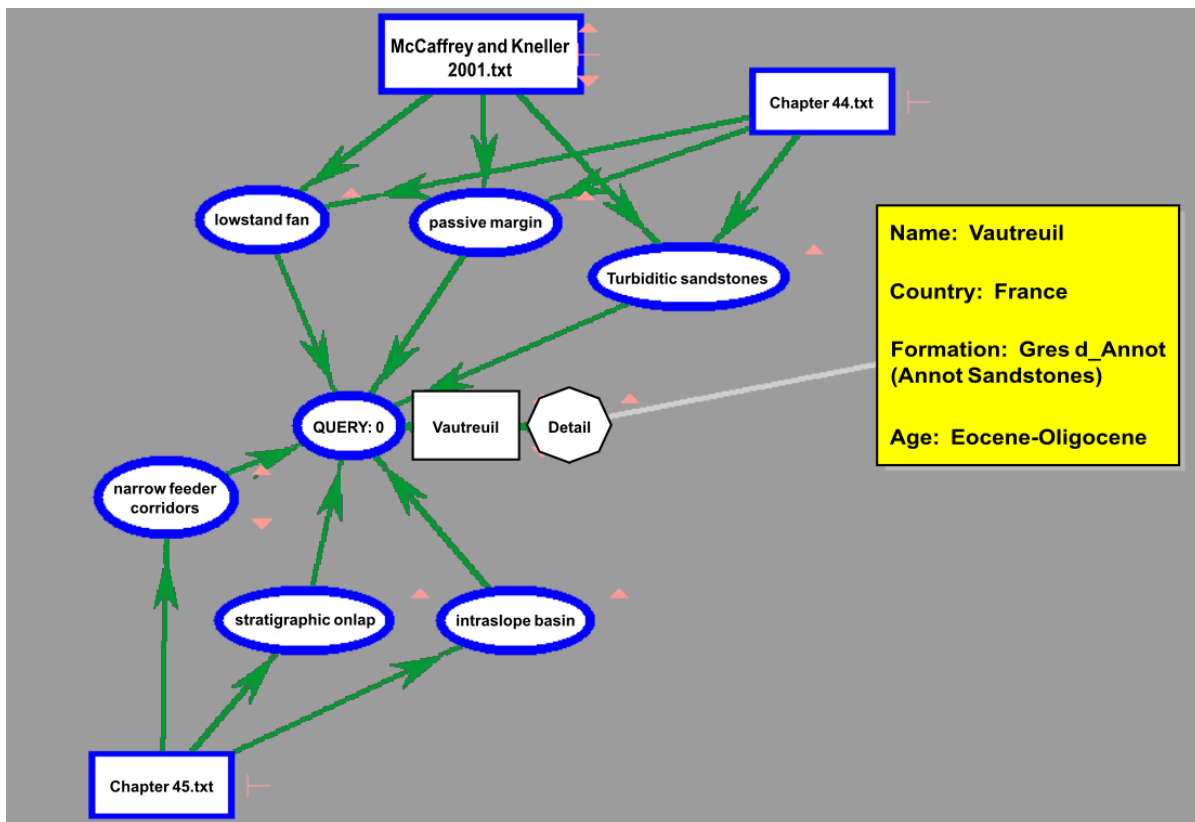 McCaffrey and Kneller
2001.txt
Chapter 44.txt
lowstand fan
passive margin
Turbiditic sandstones
Name: Vautreuil
Country: France
Formation: Gres d_Annot
(Annot Sandstones)
Age: Eocene-Oligocene
QUERY: 0
Vautreuil
Detail
narrow feeder
corridors
stratigraphic onlap
intraslope basin
Chapter 45.txt